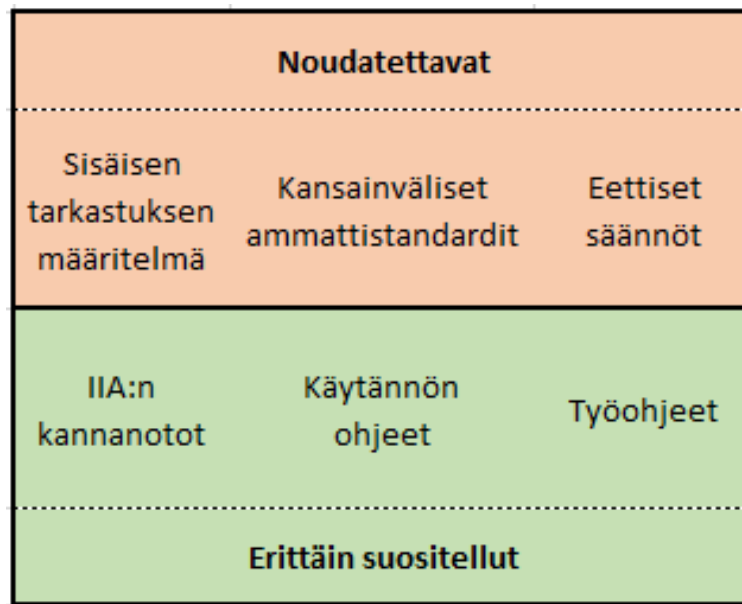 Noudatettavat
Sisäisen
tarkastuksen
määritelmä
Kansainväliset
ammattistandardit
Eettiset
säännöt
IIA:n
kannanotot
Käytännön
ohjeet
Työohjeet
Erittäin suositellut